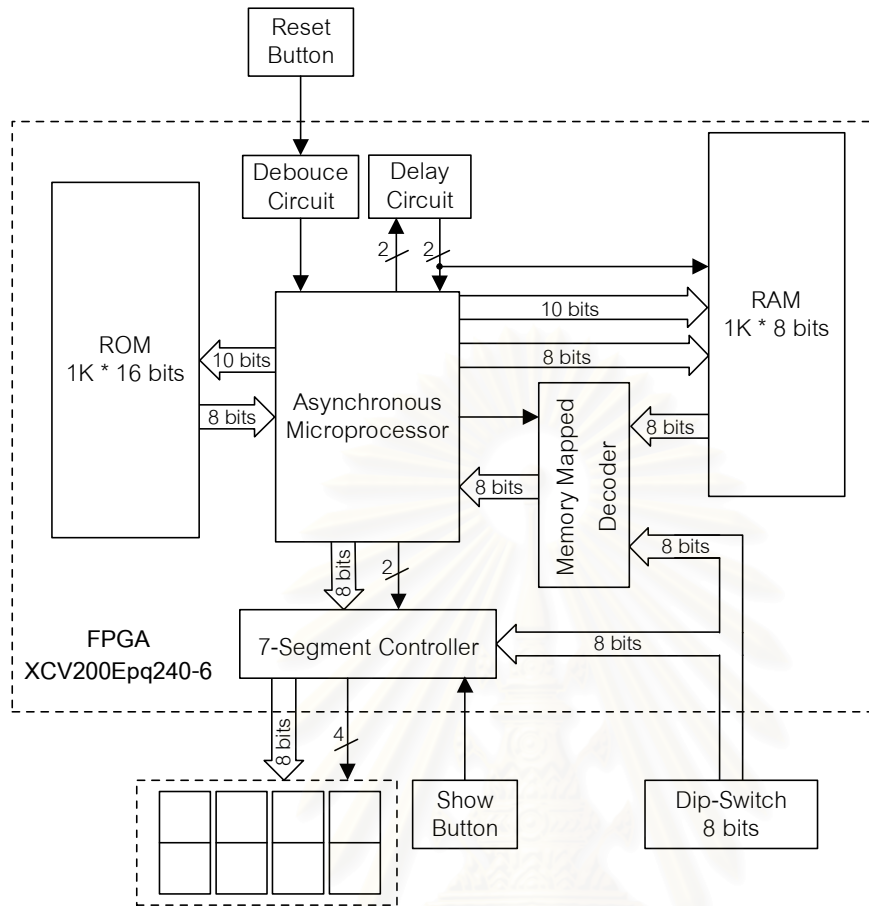 Reset
Button
Debouce
Circuit
Delay
Circuit
2
2
RAM
1K * 8 bits
ROM
1K * 16 bits
10 bits
10 bits
8 bits
8 bits
Asynchronous
Microprocessor
8 bits
8 bits
Memory Mapped
Decoder
8 bits
8 bits
2
7-Segment Controller
8 bits
FPGA
XCV200Epq240-6
8 bits
4
Show
Button
Dip-Switch
8 bits